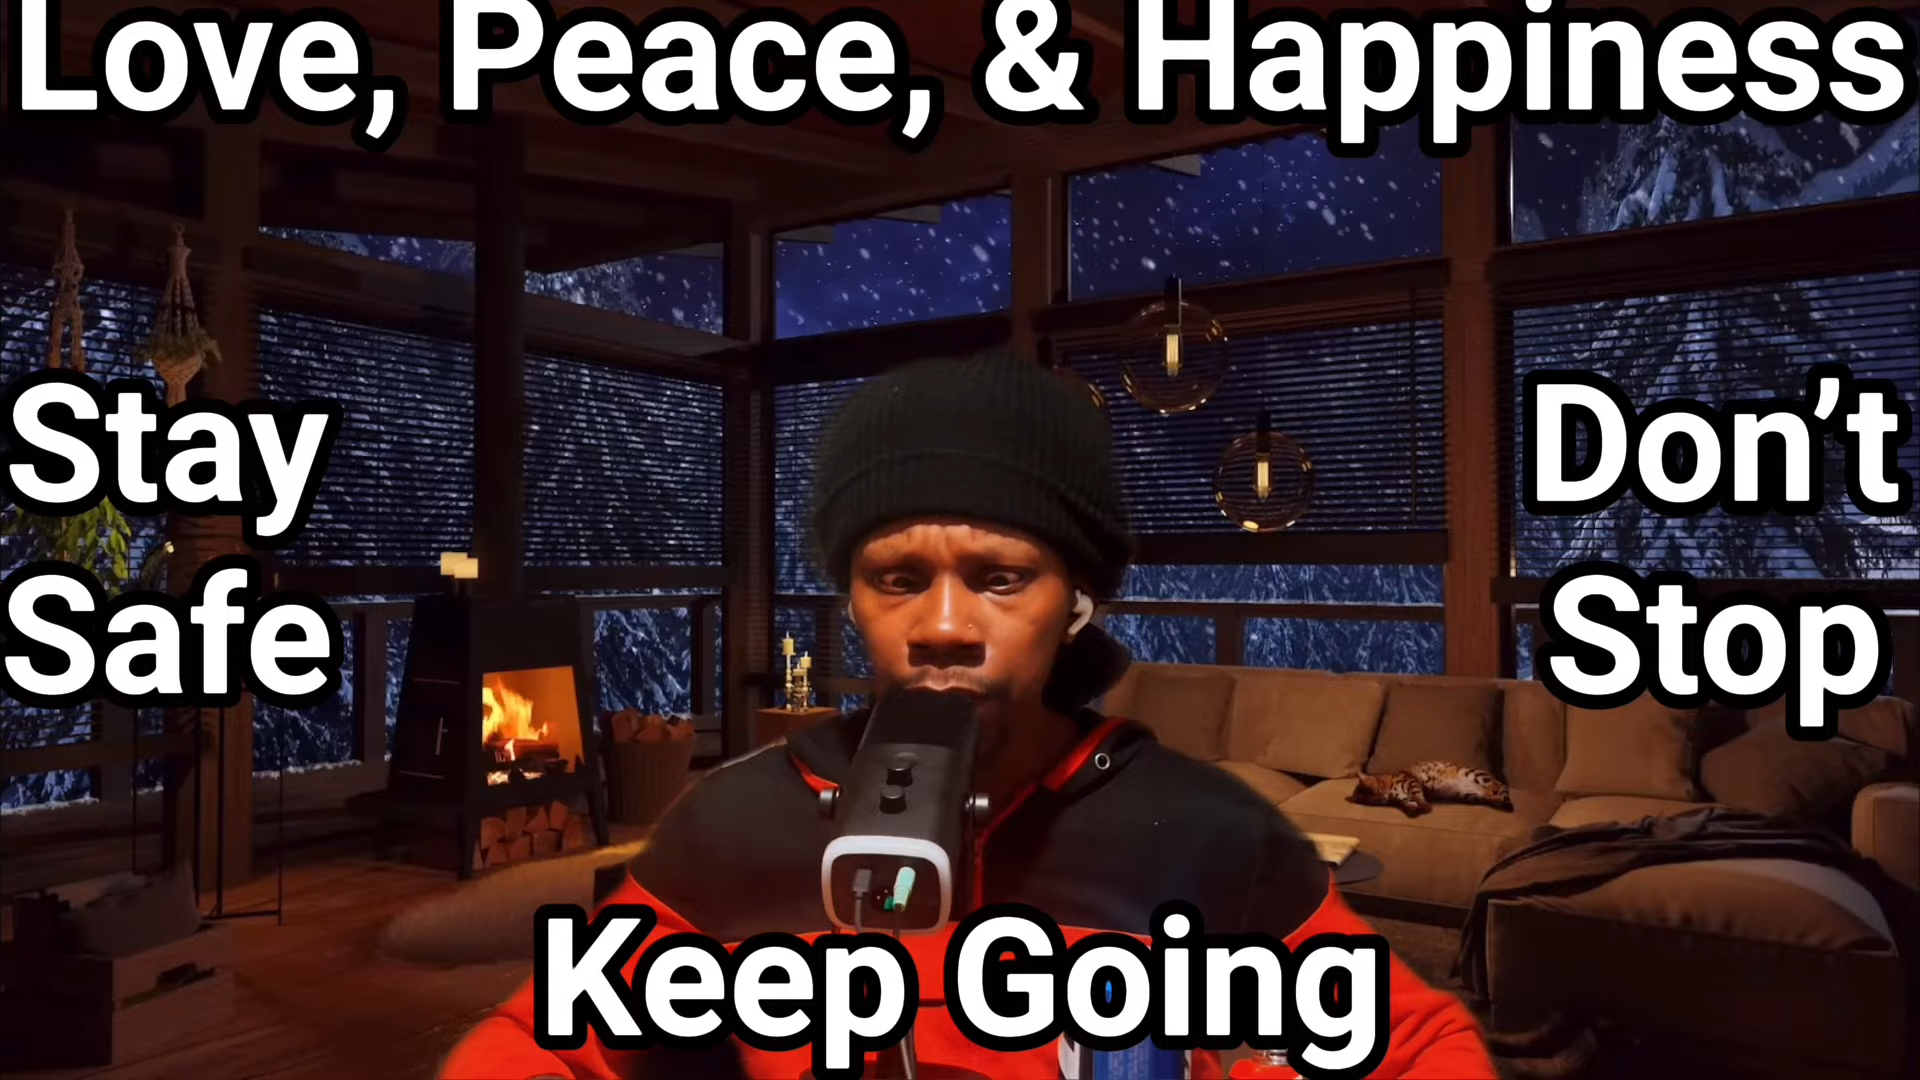 Love, Peace, & Happiness
Stay
Safe
Don’t
Stop
Keep Going